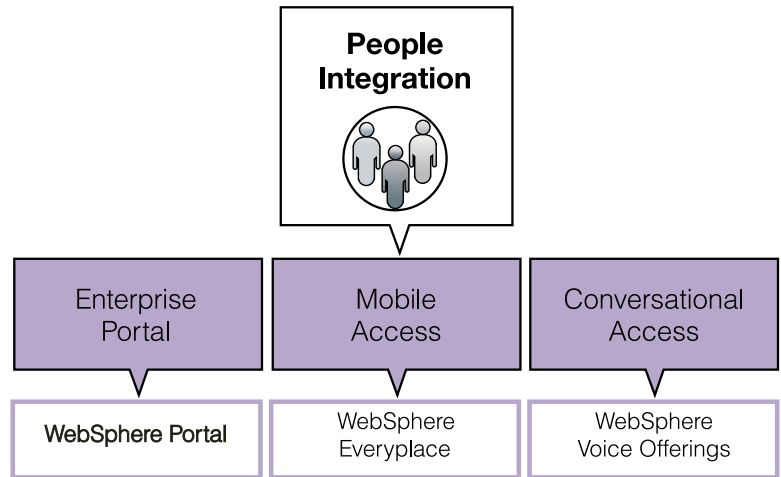 People
Integration
Enterprise
Portal
Mobile
Access
Conversational
Access
WebSphere Portal
WebSphere
Everyplace
WebSphere
Voice Offerings